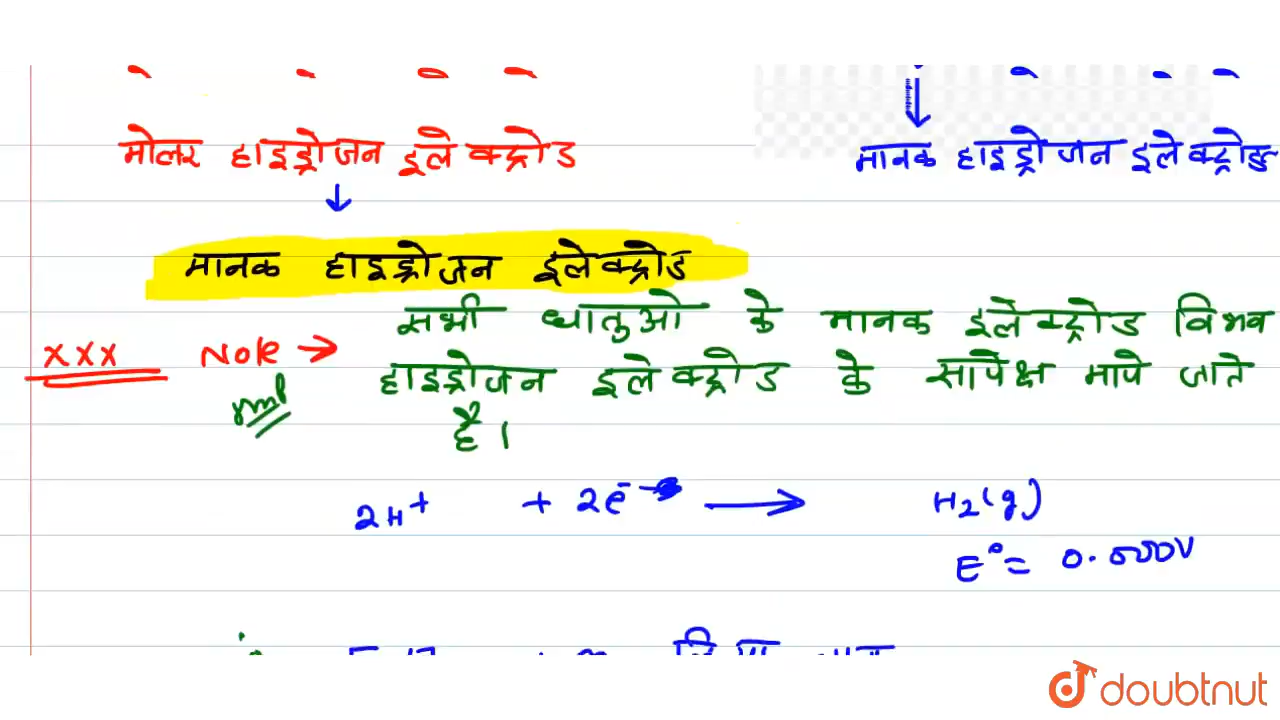 मोलर हाइड्रोजन इलेक्ट्रोड
मानक हाइड्रोजन इलेक्ट्रोड
मानक हाइड्रोजन इलेक्ट्रोड
सभी धातुओ के मानक इलेक्ट्रोड विभव
xxx Note →
हाइड्रोजन इलेक्ट्रोड के सापेक्ष मापे जाते
rmb
है।
2H+ + 2e- → H2(g)
E° = 0.000V
doubtnut